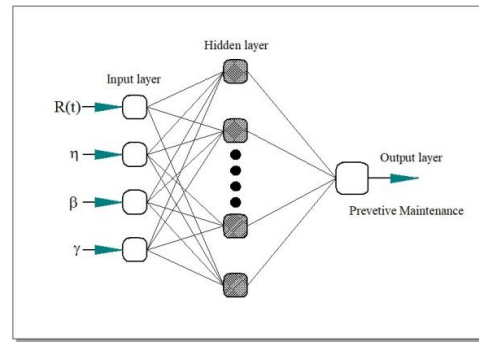 Hidden layer
Input layer
R(t)
η
β
γ
Output layer
Prevetive Maintenance